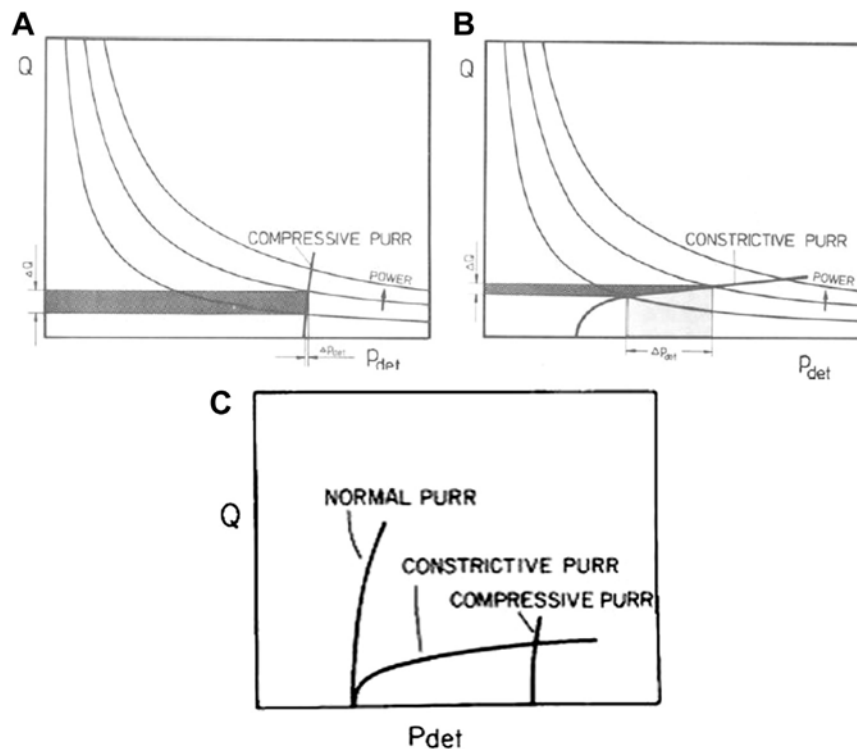 A
Q
COMPRESSIVE PURR
POWER
ΔQ
ΔPdet
Pdet
B
Q
CONSTRICTIVE PURR
POWER
ΔQ
ΔPdet
Pdet
C
Q
NORMAL PURR
CONSTRICTIVE PURR
COMPRESSIVE PURR
Pdet